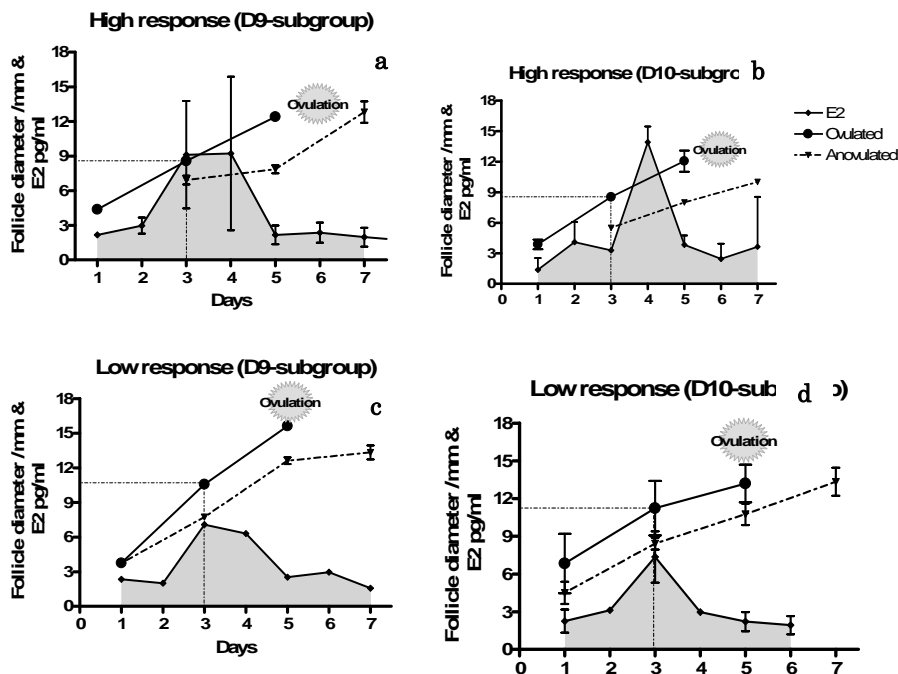 High response (D9-subgroup)
a
Follicle diameter /mm &
E2 pg/ml
18
15
12
9
6
3
0
Ovulation
1 2 3 4 5 6 7
Days
High response (D10-subgrc
b
Follicle diameter /mm &
E2 pg/ml
18
15
12
9
6
3
0
Ovulation
0 1 2 3 4 5 6 7
E2
Ovulated
Anovulated
Low response (D9-subgroup)
c
Follicle diameter /mm &
E2 pg/ml
18
15
12
9
6
3
0
Ovulation
1 2 3 4 5 6 7
Days
Low response (D10-sub
d
)
Follicle diameter /mm &
E2 pg/ml
18
15
12
9
6
3
0
Ovulation
0 1 2 3 4 5 6 7